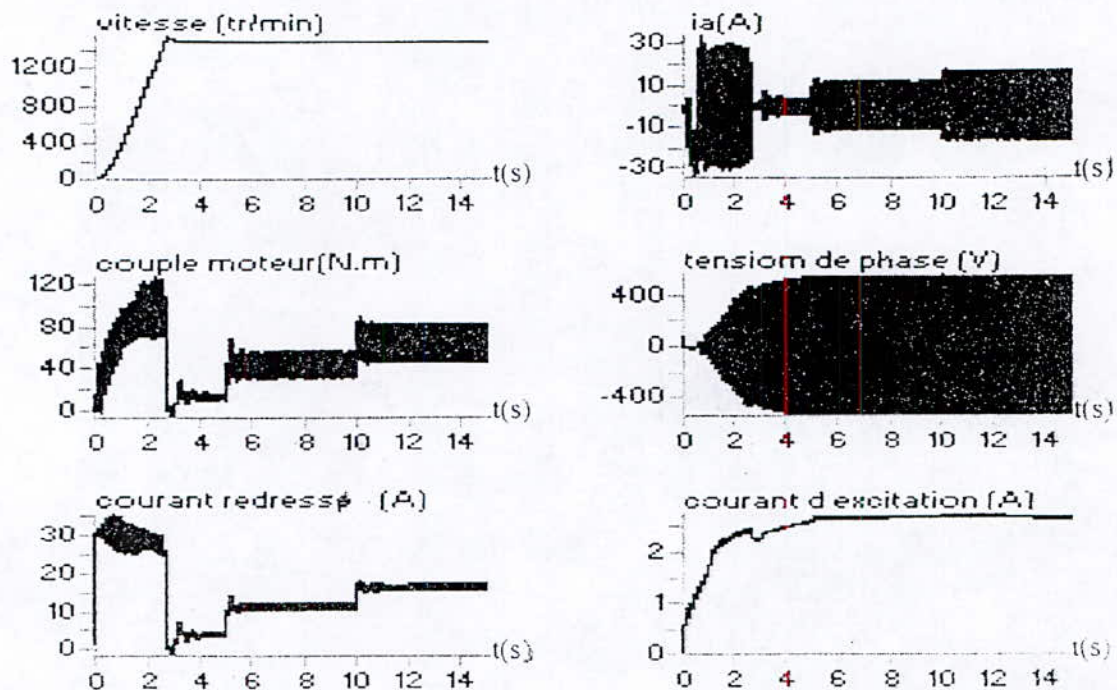 vitesse (tr/min)
1200
800
400
0
0 2 4 6 8 10 12 14
t(s)
ia(A)
30
10
-10
-30
0 2 4 6 8 10 12 14
t(s)
couple moteur(N.m)
120
80
40
0
0 2 4 6 8 10 12 14
t(s)
tensiom de phase (V)
400
0
-400
0 2 4 6 8 10 12 14
t(s)
courant redressé (A)
30
20
10
0
0 2 4 6 8 10 12 14
t(s)
courant d excitation (A)
2
1
0
0 2 4 6 8 10 12 14
t(s)